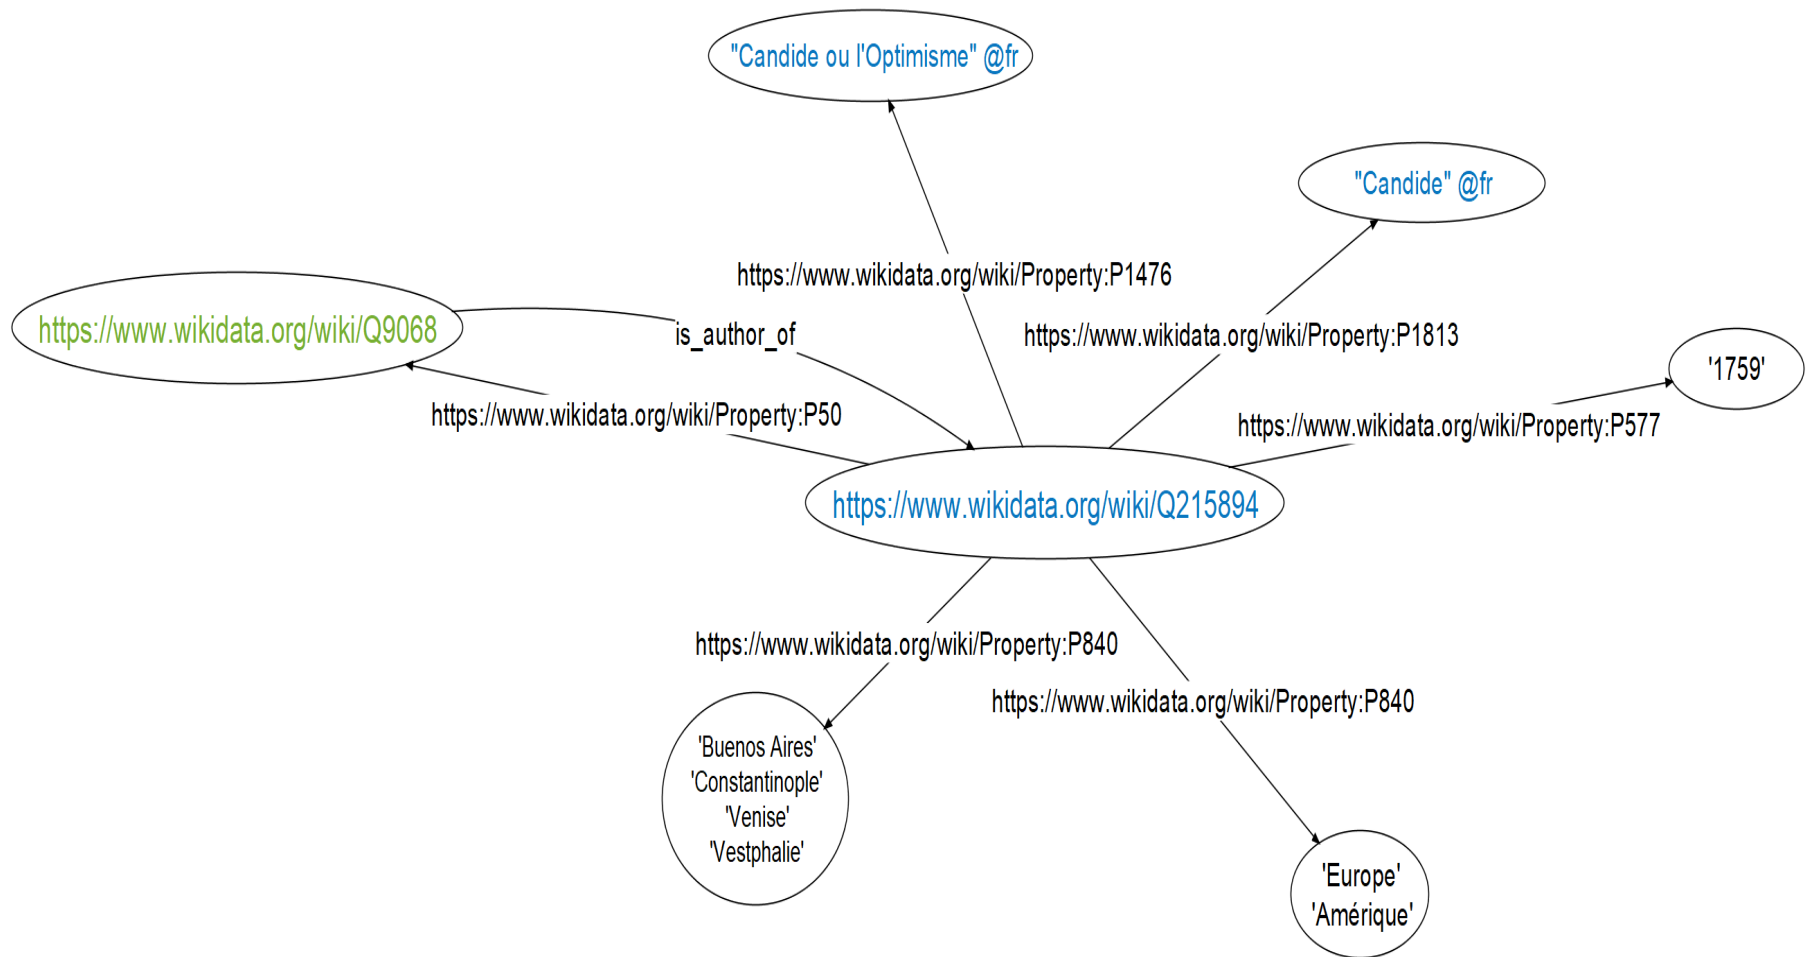 "Candide ou l'Optimisme" @fr
"Candide" @fr
https://www.wikidata.org/wiki/Property:P1476
https://www.wikidata.org/wiki/Q9068
is_author_of
https://www.wikidata.org/wiki/Property:P1813
'1759'
https://www.wikidata.org/wiki/Property:P50
https://www.wikidata.org/wiki/Property:P577
https://www.wikidata.org/wiki/Q215894
https://www.wikidata.org/wiki/Property:P840
https://www.wikidata.org/wiki/Property:P840
'Buenos Aires'
'Constantinople'
'Venise'
'Vestphalie'
'Europe'
'Amérique'